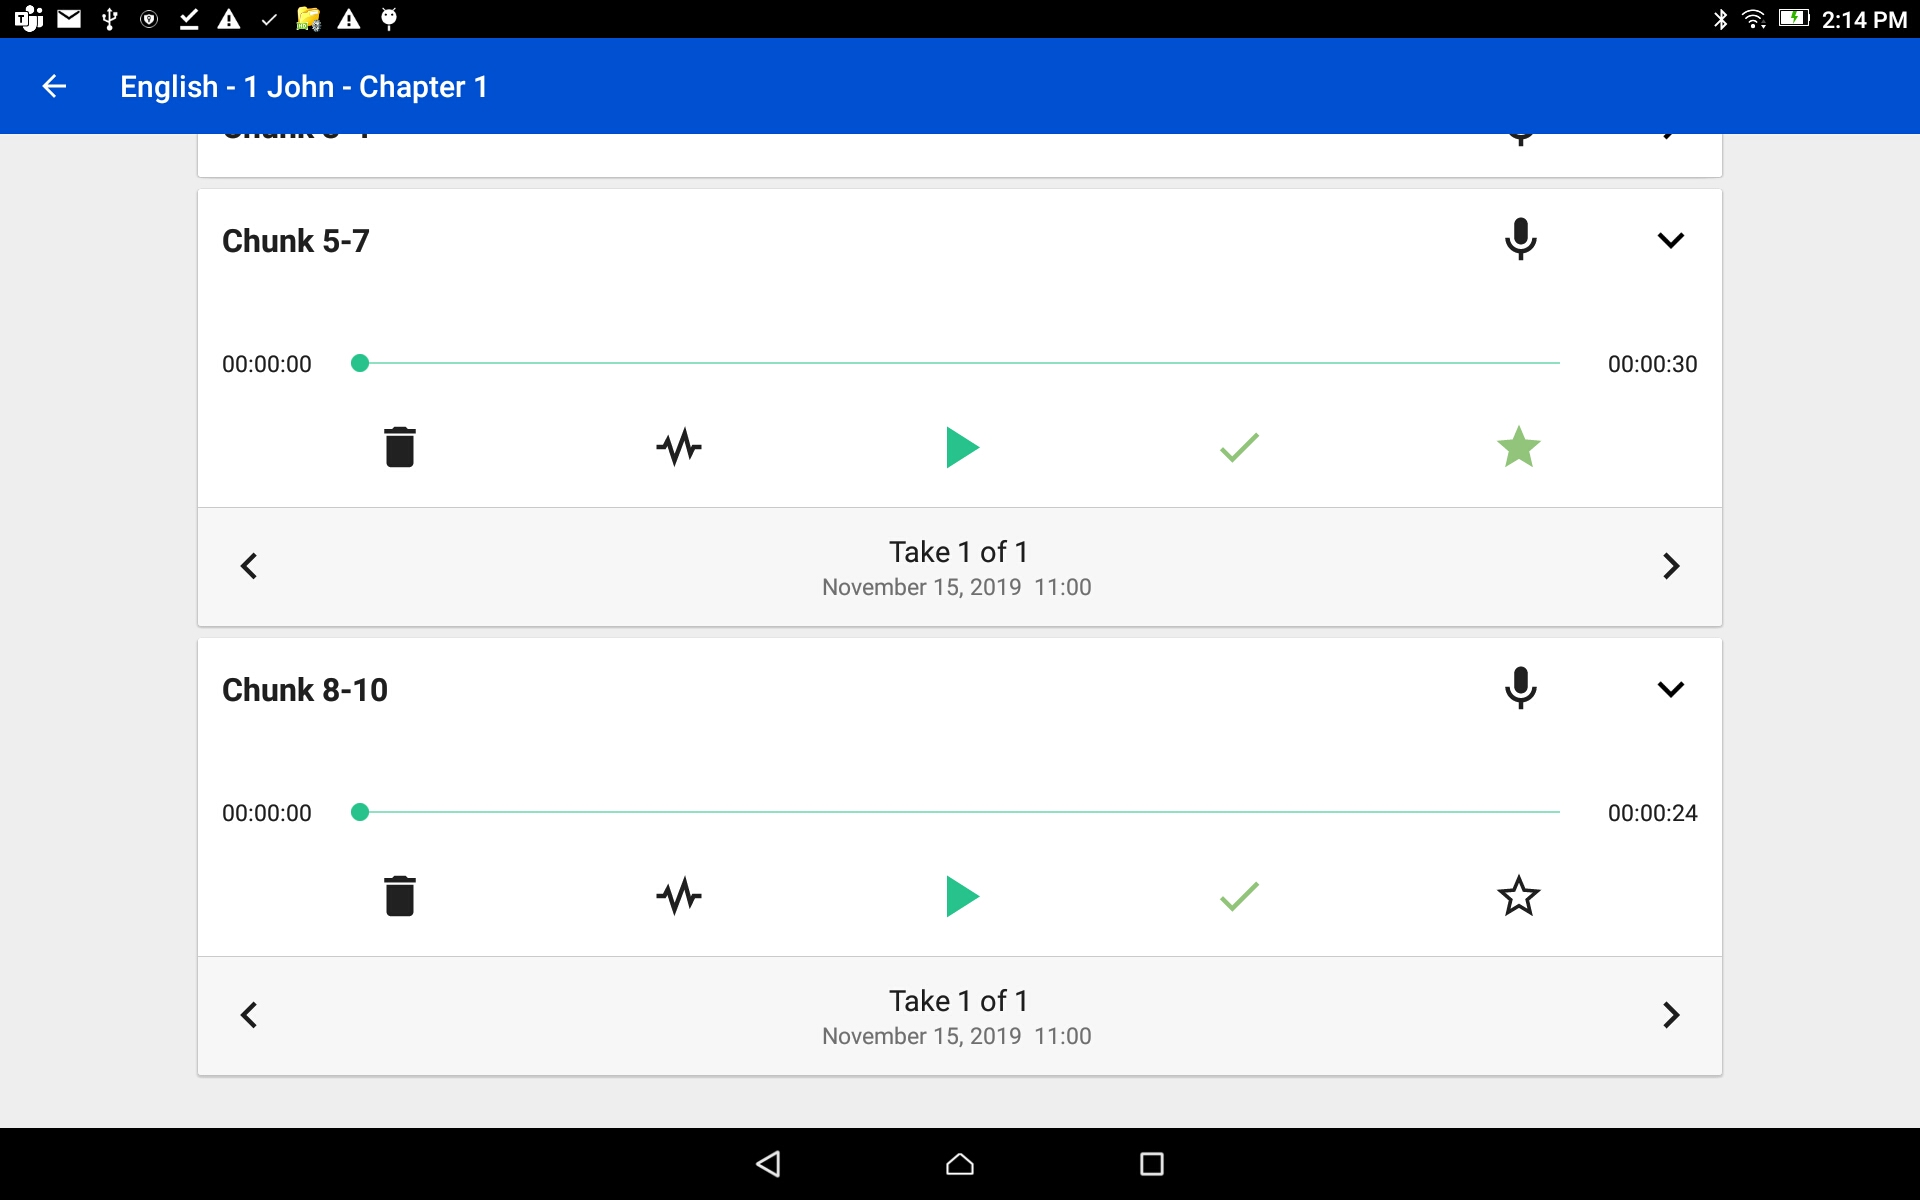 2:14 PM
English - 1 John - Chapter 1
Chunk 5-7
00:00:00
00:00:30
Take 1 of 1
November 15, 2019 11:00
Chunk 8-10
00:00:00
00:00:24
Take 1 of 1
November 15, 2019 11:00